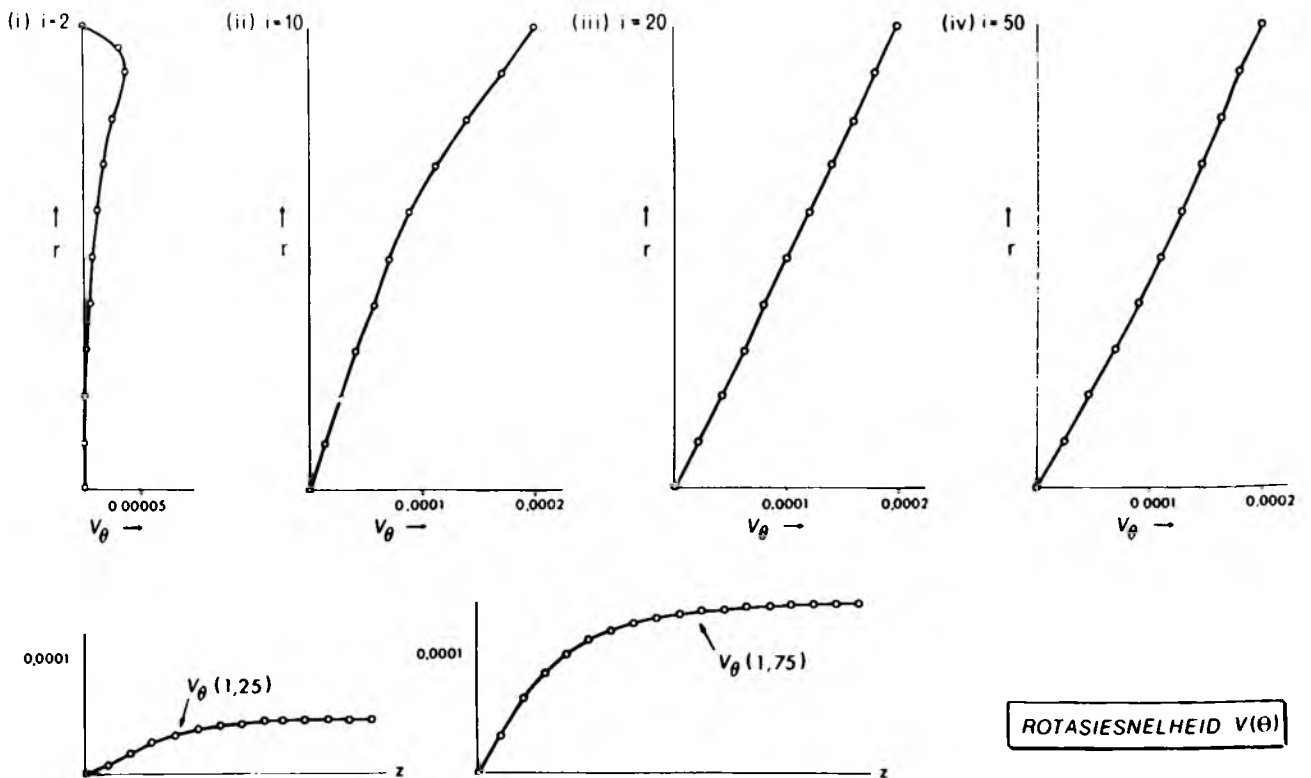 (i) i=2
(ii) i=10
(iii) i=20
(iv) i=50
↑
r
↑
r
↑
r
↑
r
0.00005
0.0001
0.0002
0.0001
0.0002
0.0001
0.0002
V_θ →
V_θ →
V_θ →
V_θ →
0,0001
V_θ (1,25)
z
0,0001
V_θ (1,75)
z
ROTASIESNELHEID V(θ)